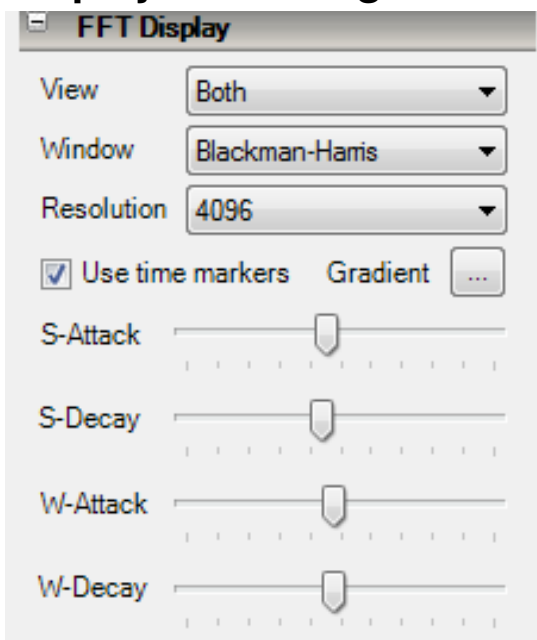 FFT Display
View Both
Window Blackman-Harris
Resolution 4096
Use time markers Gradient ...
S-Attack
S-Decay
W-Attack
W-Decay